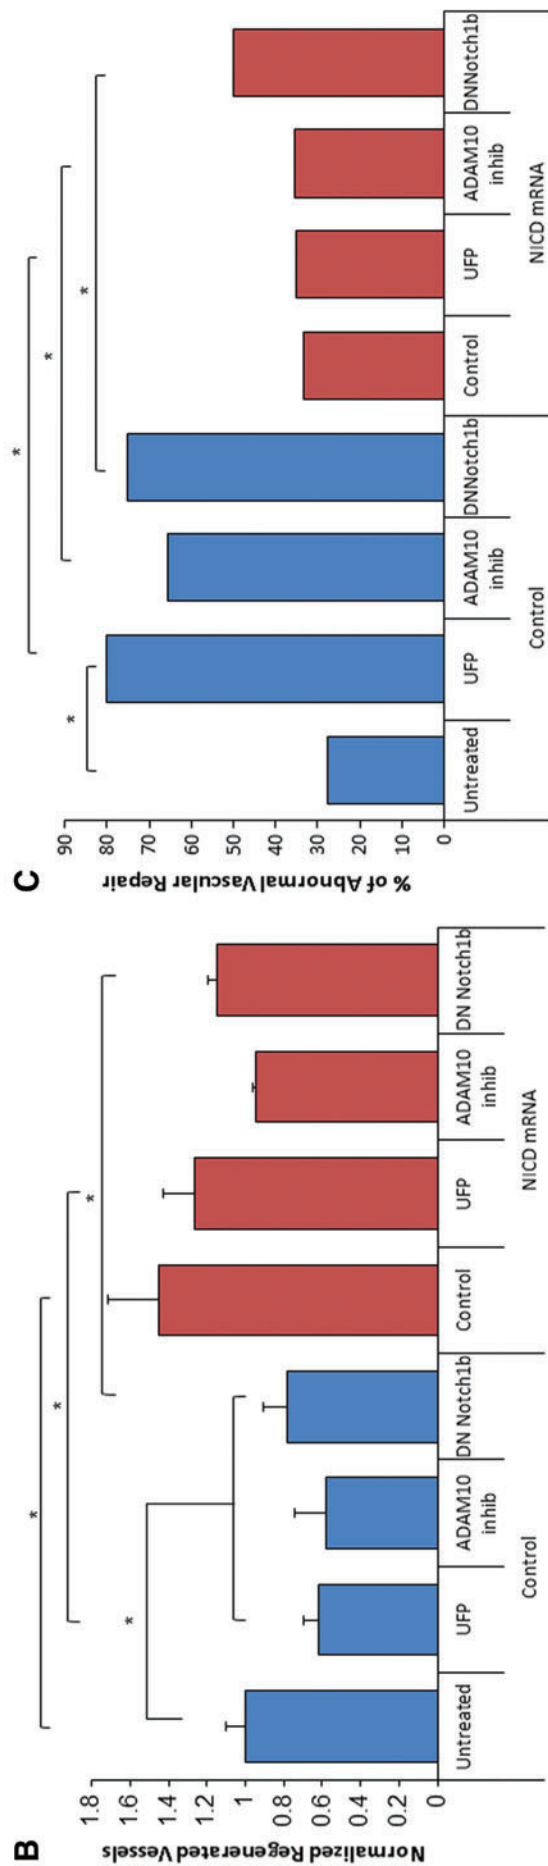 B
Normalized Regenerated Vessels
1.8
1.6
1.4
1.2
1
0.8
0.6
0.4
0.2
0
*
*
*
*
Untreated
UFP
ADAM10
inhib
DN Notch1b
Control
UFP
ADAM10
inhib
DN Notch1b
Control
NICD mRNA
C
% of Abnormal Vascular Repair
90
80
70
60
50
40
30
20
10
0
*
*
*
*
Untreated
UFP
ADAM10
inhib
DNNotch1b
Control
UFP
ADAM10
inhib
DNNotch1b
Control
NICD mRNA